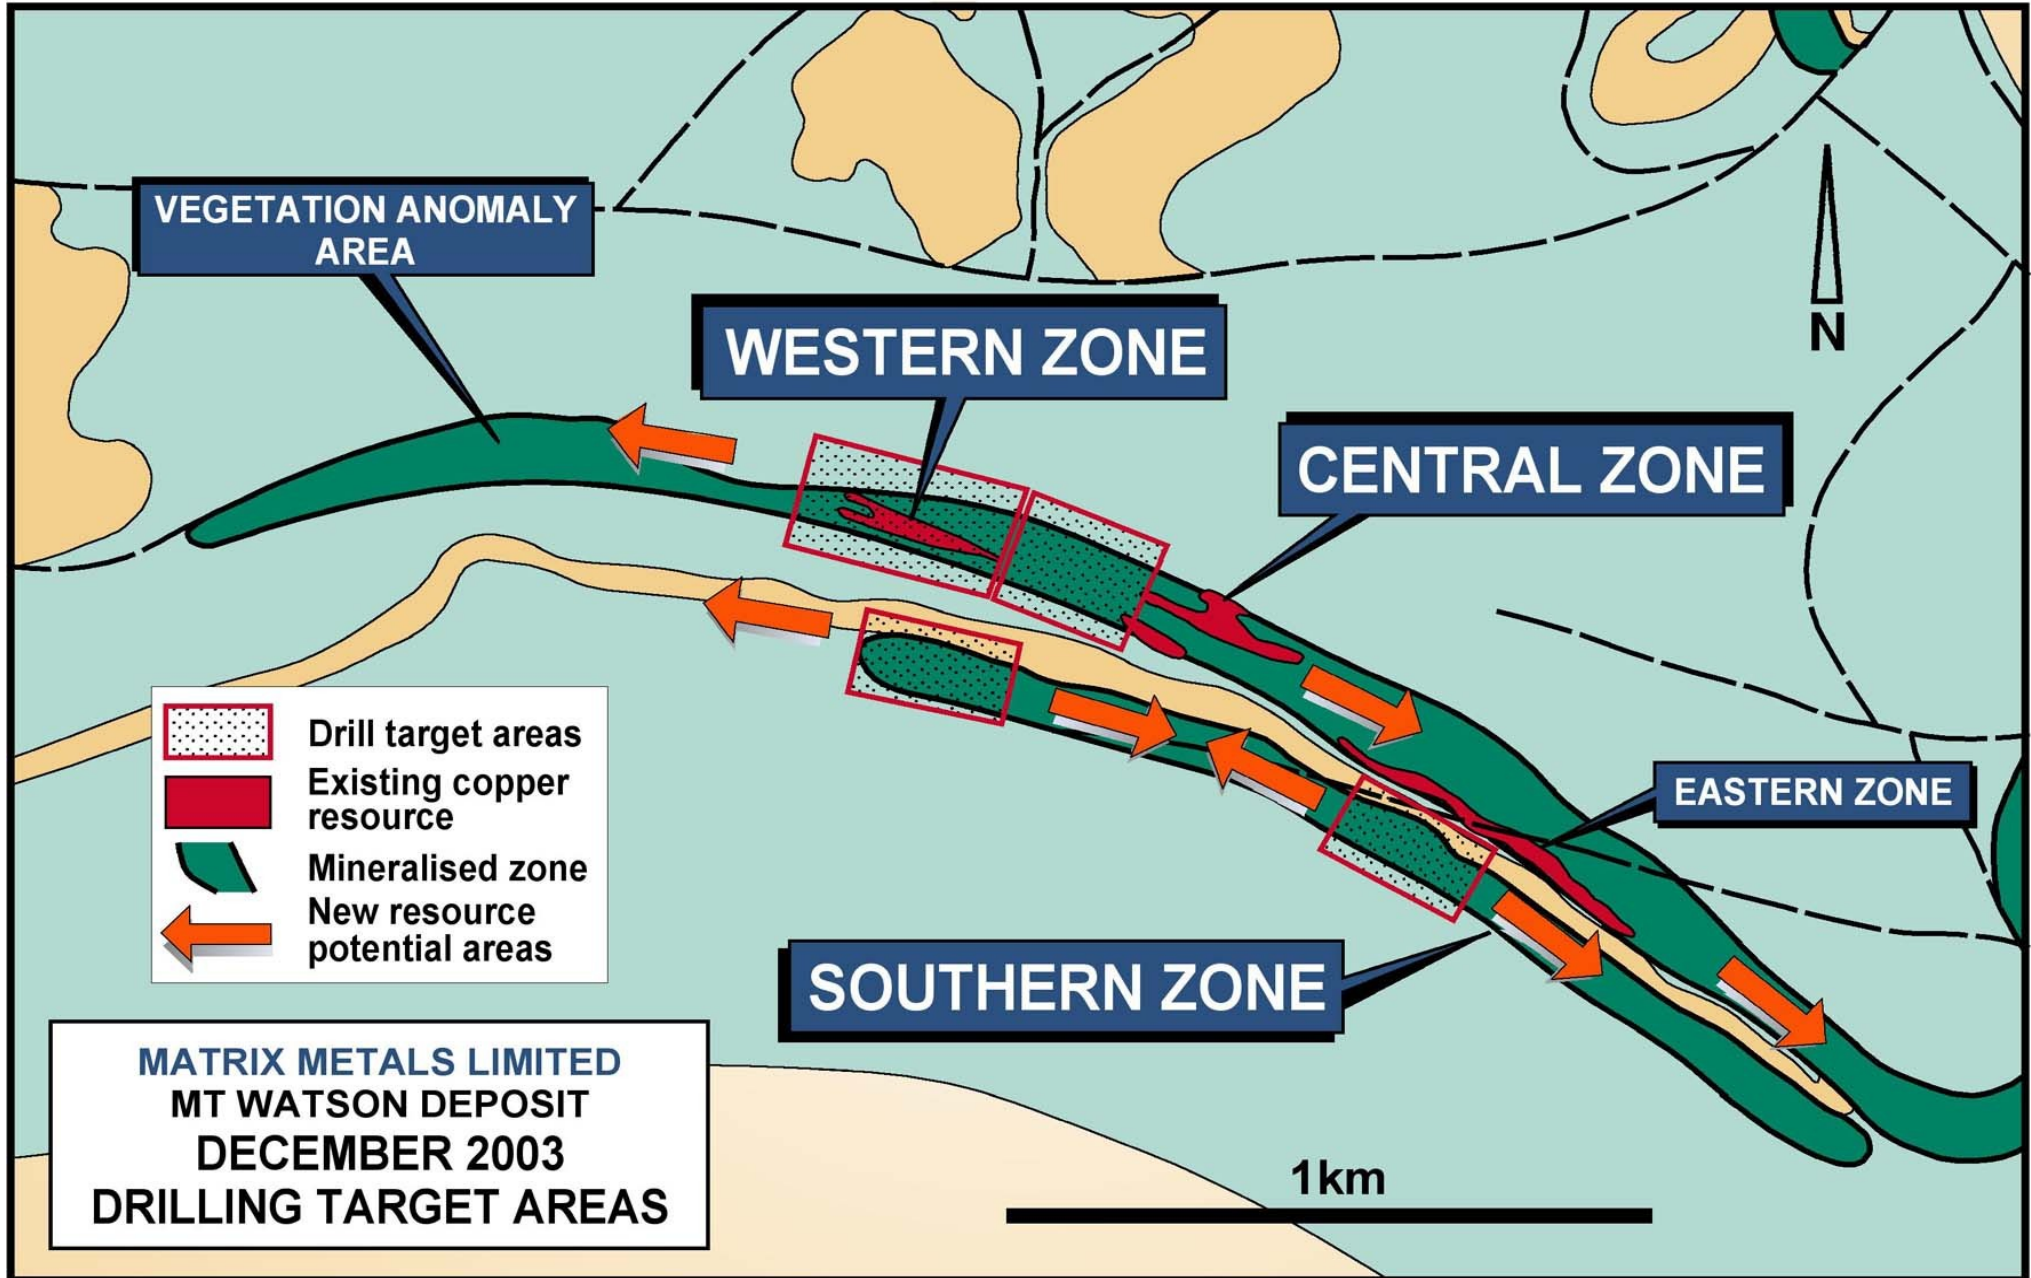 VEGETATION ANOMALY
AREA
WESTERN ZONE
N
CENTRAL ZONE
EASTERN ZONE
SOUTHERN ZONE
Drill target areas
Existing copper
resource
Mineralised zone
New resource
potential areas
MATRIX METALS LIMITED
MT WATSON DEPOSIT
DECEMBER 2003
DRILLING TARGET AREAS
1km